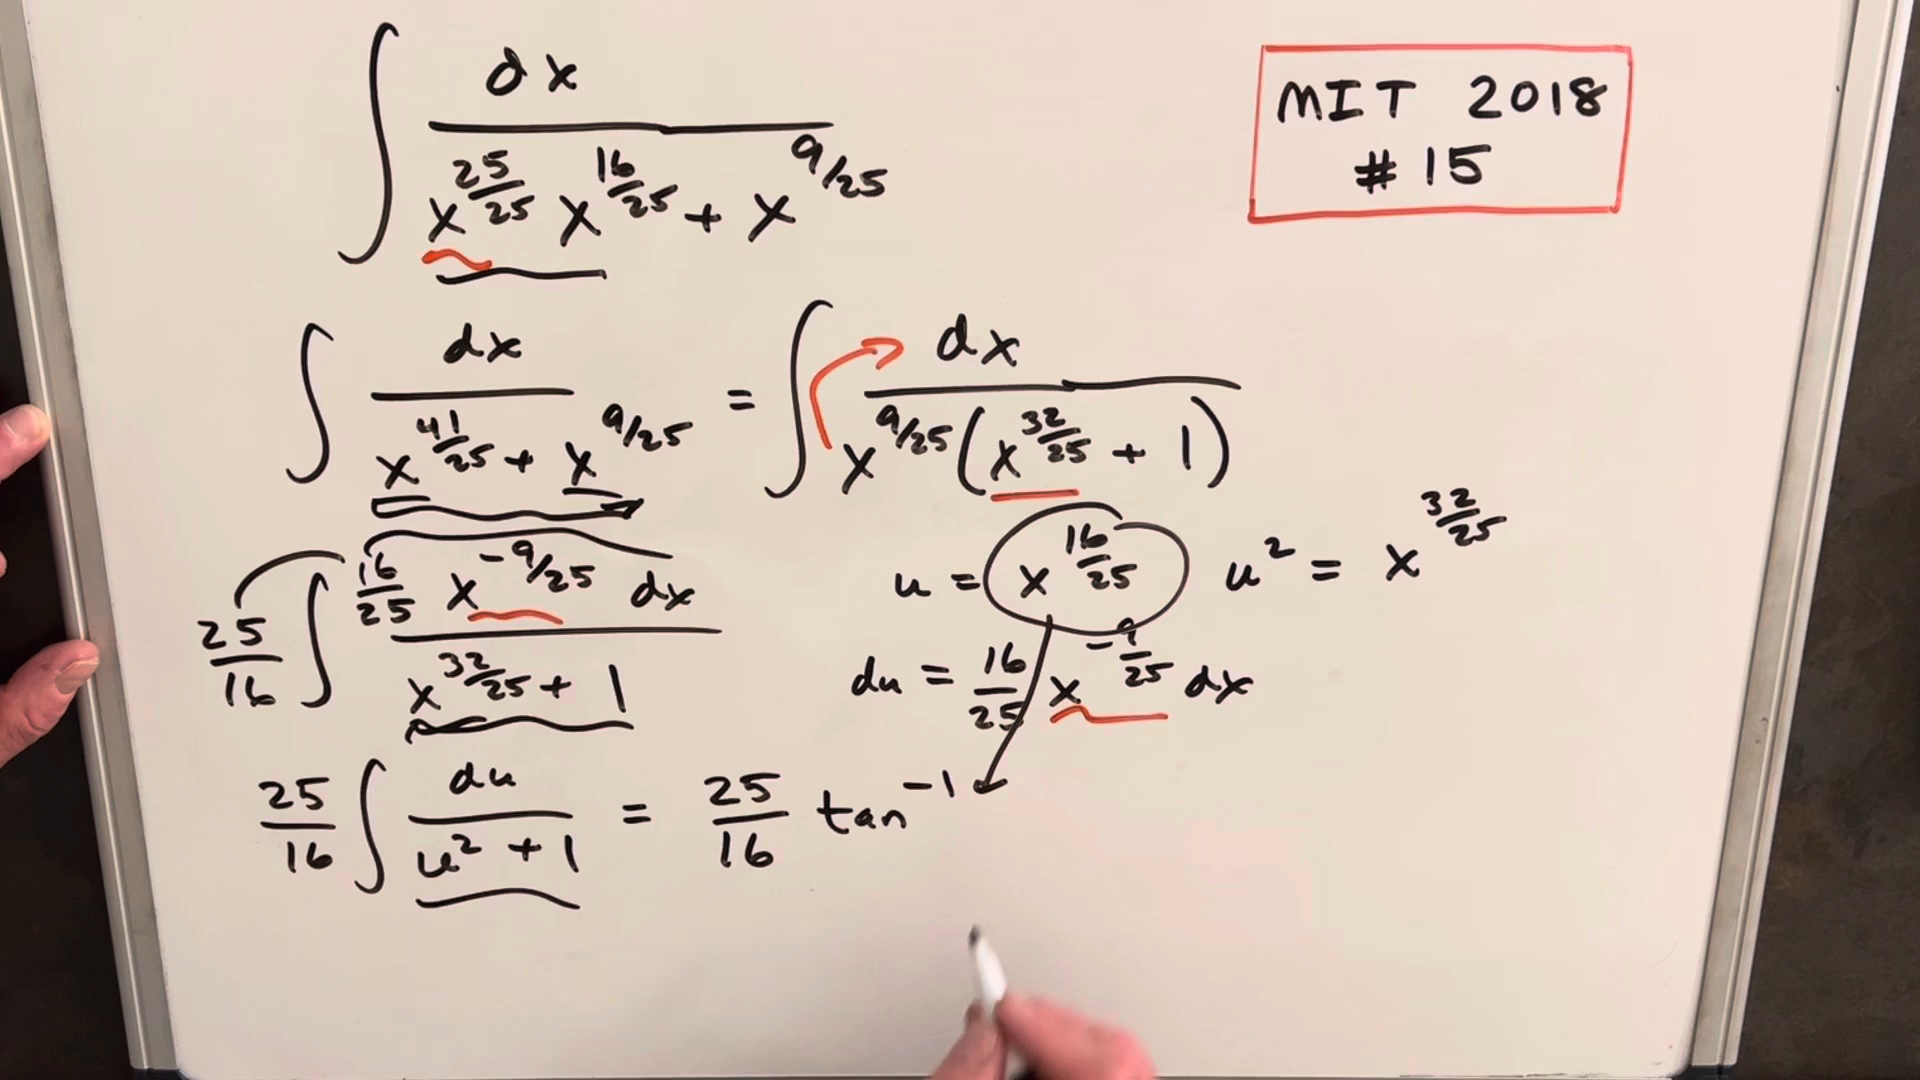 ∫ dx / (x^{25/25} x^{16/25} + x^{9/25})
MIT 2018
# 15
∫ dx / (x^{41/25} + x^{9/25}) = ∫ dx / (x^{9/25} (x^{32/25} + 1))
u = x^{16/25} u^2 = x^{32/25}
25/16 ∫ 16/25 x^{-9/25} dx / (x^{32/25} + 1)
du = 16/25 x^{-9/25} dx
25/16 ∫ du / (u^2 + 1) = 25/16 tan^{-1}